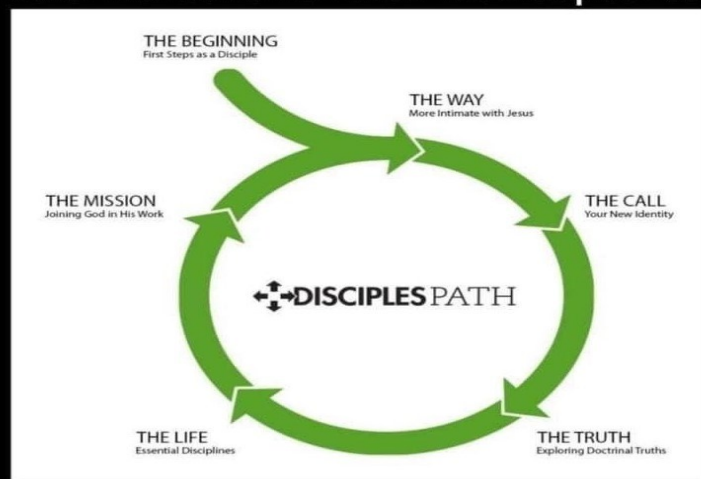 THE BEGINNING
First Steps as a Disciple
THE WAY
More Intimate with Jesus
THE CALL
Your New Identity
THE TRUTH
Exploring Doctrinal Truths
THE LIFE
Essential Disciplines
THE MISSION
Joining God in His Work
DISCIPLES PATH